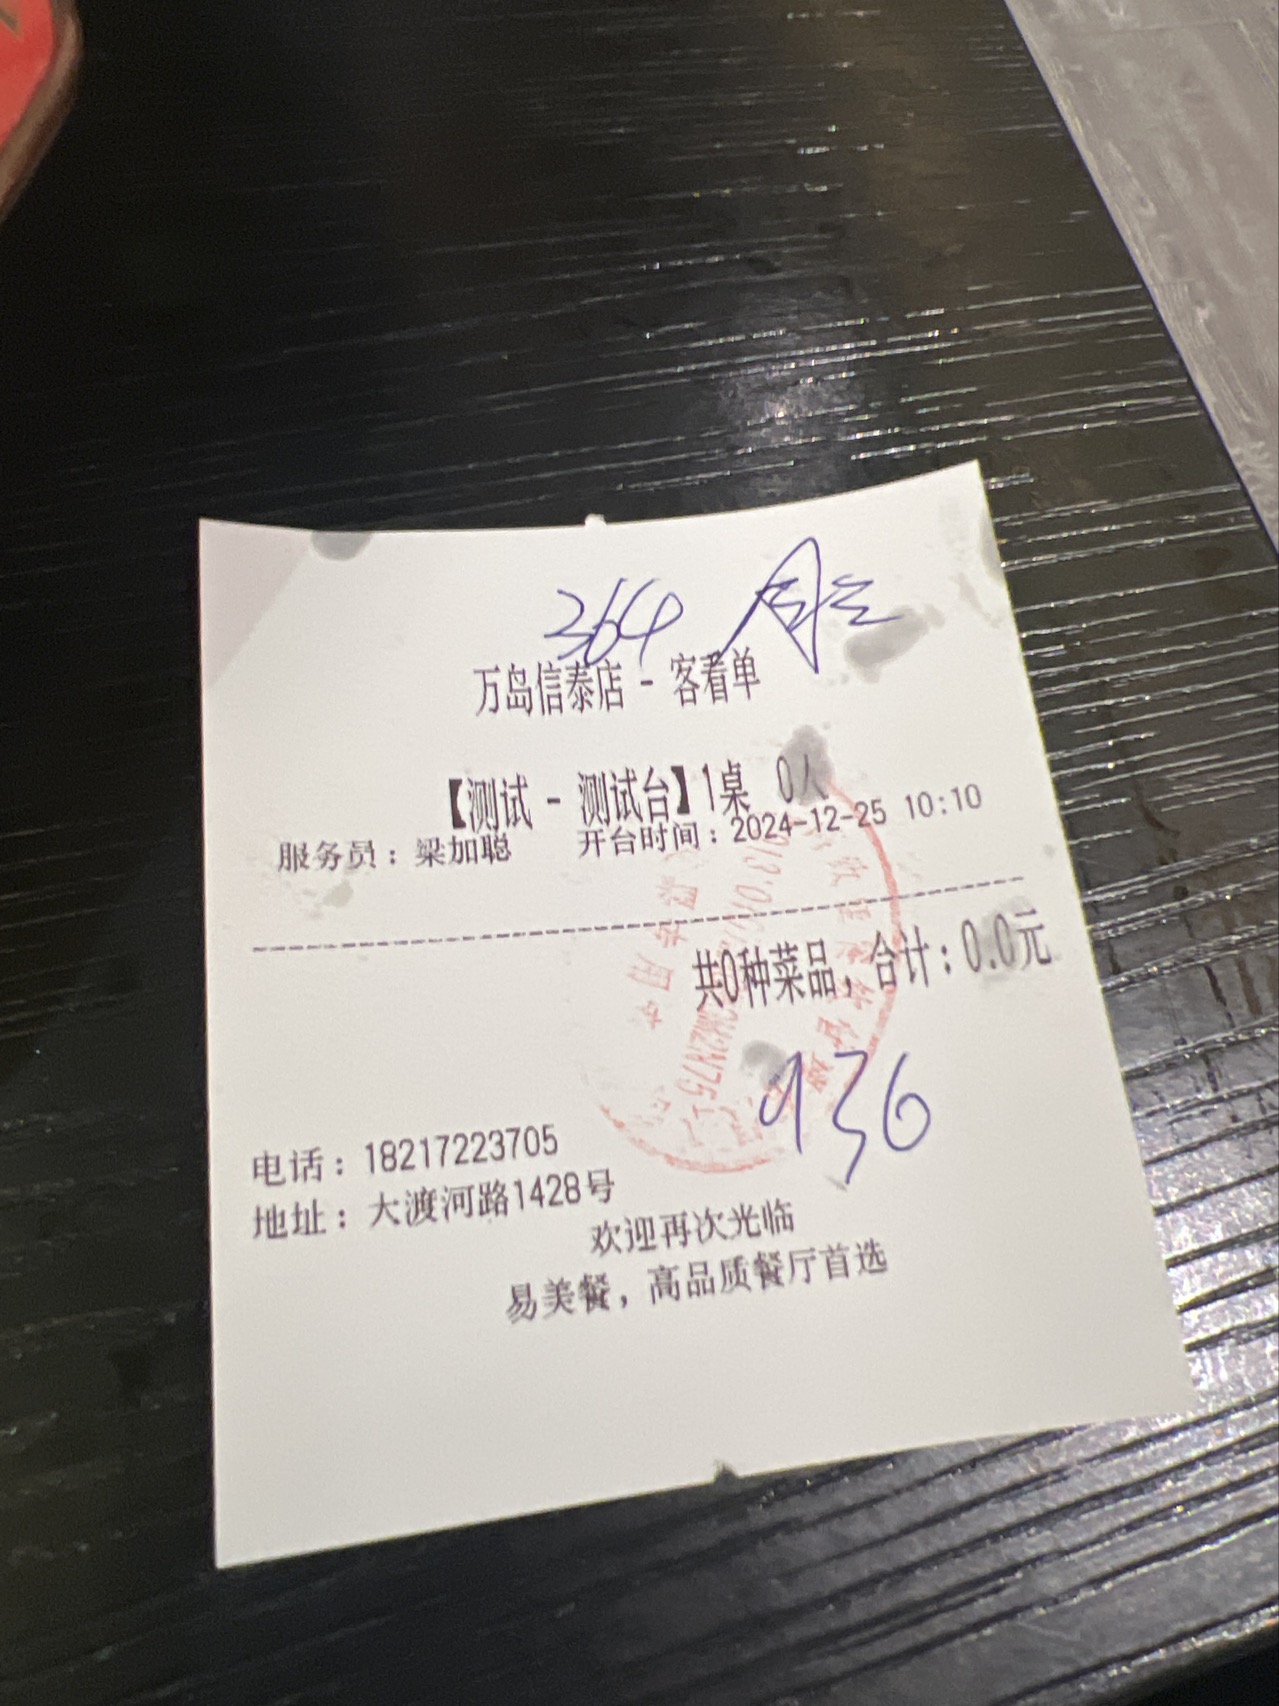 364
万岛信泰店 - 客看单
【测试 - 测试台】1桌 0人
服务员：梁加聪 开台时间：2024-12-25 10:10
共0种菜品，合计：0.0元
936
电话：18217223705
地址：大渡河路1428号
欢迎再次光临
易美餐，高品质餐厅首选